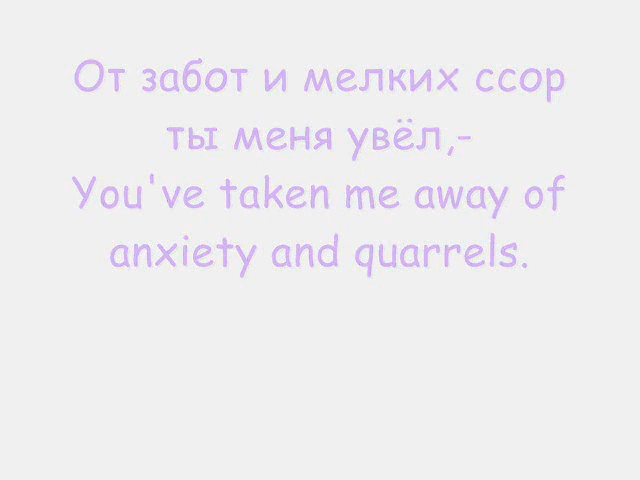 От забот и мелких ссор
ты меня увёл,-
You've taken me away of
anxiety and quarrels.